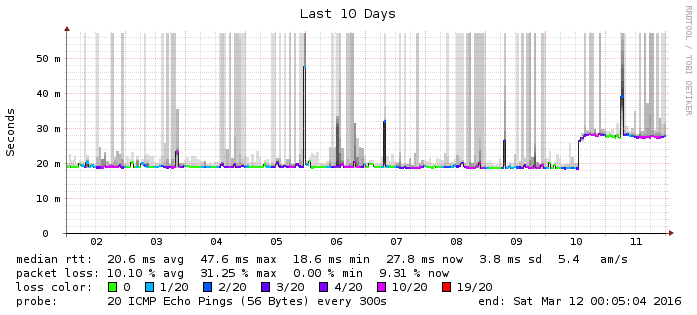 Last 10 Days
RRDTOOL / TOBI OETIKER
Seconds
50 m
40 m
30 m
20 m
10 m
0
02 03 04 05 06 07 08 09 10 11
median rtt: 20.6 ms avg 47.6 ms max 18.6 ms min 27.8 ms now 3.8 ms sd 5.4 am/s
packet loss: 10.10 % avg 31.25 % max 0.00 % min 9.31 % now
loss color: 0 1/20 2/20 3/20 4/20 10/20 19/20
probe: 20 ICMP Echo Pings (56 Bytes) every 300s end: Sat Mar 12 00:05:04 2016